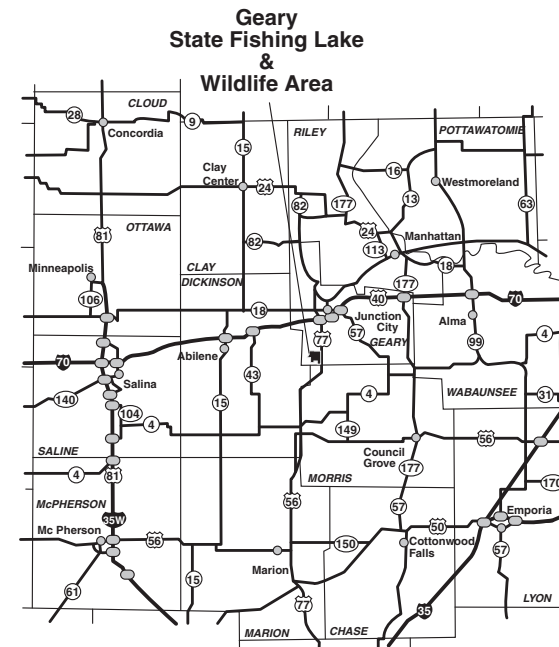 Geary
State Fishing Lake
&
Wildlife Area
CLOUD
28
9
Concordia
RILEY
POTTAWATOMIE
15
Clay
Center
24
16
Westmoreland
82
177
13
63
81
OTTAWA
24
Manhattan
82
113
CLAY
DICKINSON
Minneapolis
18
177
106
40
70
18
Junction
City
Alma
77
57
GEARY
4
99
70
Abilene
Salina
43
140
15
4
WABAUNSEE
31
104
4
149
SALINE
Council
Grove
56
4
81
177
170
MORRIS
McPHERSON
56
57
Emporia
35W
50
Mc Pherson
56
150
Cottonwood
Falls
57
Marion
15
61
77
35
LYON
MARION
CHASE